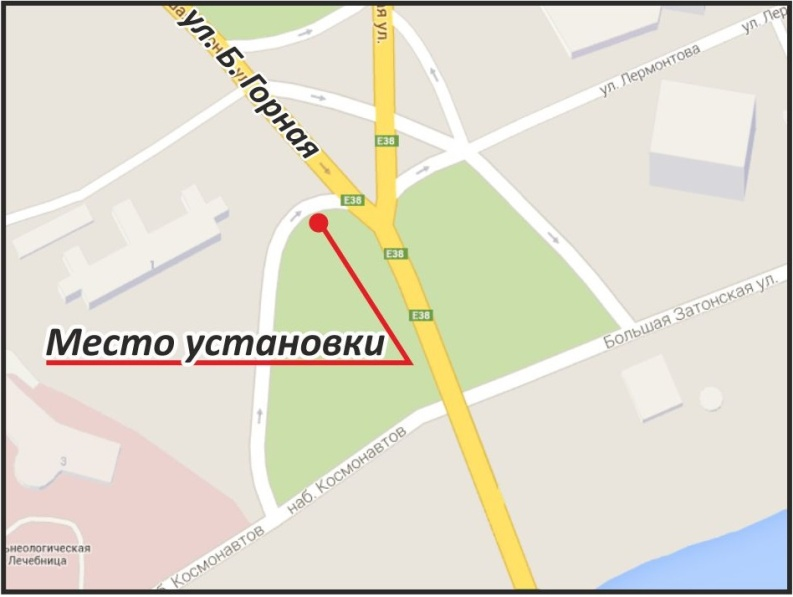 ул. Б. Горная
ая ул.
ул. Лер
ул. Лермонтова
E38
E38
E38
E38
1
Большая Затонская ул.
Место установки
наб. Космонавтов
3
ьнеологическая
Лечебница
б. Космонавтов